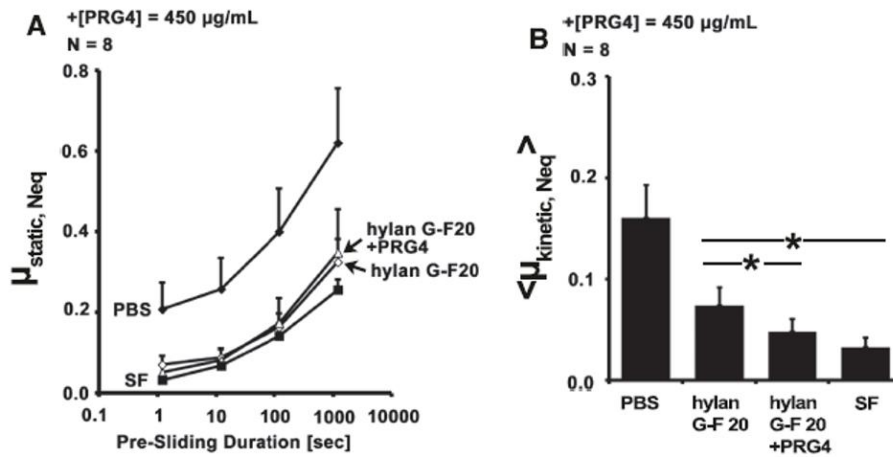 A
+[PRG4] = 450 µg/mL
N = 8
0.8
0.6
0.4
0.2
0.0
µstatic, Neq
PBS
SF
hylan G-F20
+PRG4
hylan G-F20
0.1
1
10
100
1000
10000
Pre-Sliding Duration [sec]
B
+[PRG4] = 450 µg/mL
N = 8
0.3
0.2
0.1
0.0
<µkinetic, Neq>
*
*
PBS
hylan
G-F 20
hylan
G-F 20
+PRG4
SF